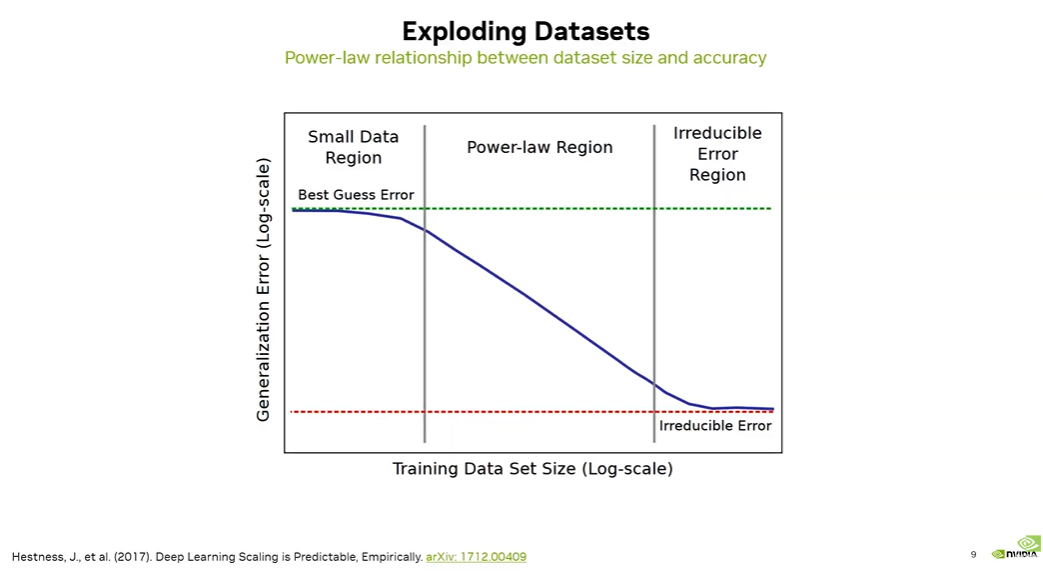 Exploding Datasets
Power-law relationship between dataset size and accuracy
Small Data
Region
Power-law Region
Irreducible
Error
Region
Best Guess Error
Generalization Error (Log-scale)
Irreducible Error
Training Data Set Size (Log-scale)
Hestness, J., et al. (2017). Deep Learning Scaling is Predictable, Empirically. arXiv: 1712.00409
9
NVIDIA